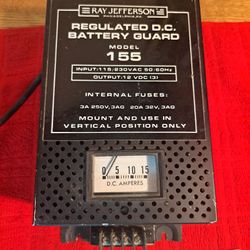 RAY JEFFERSON
PHILADELPHIA, PA.
REGULATED D.C.
BATTERY GUARD
MODEL
155
INPUT: 115/230VAC 50-60Hz
OUTPUT: 12 VDC (3)
INTERNAL FUSES:
3A 250V, 3AG 20A 32V, 3AG
MOUNT AND USE IN
VERTICAL POSITION ONLY
0 5 10 15
D.C. AMPERES